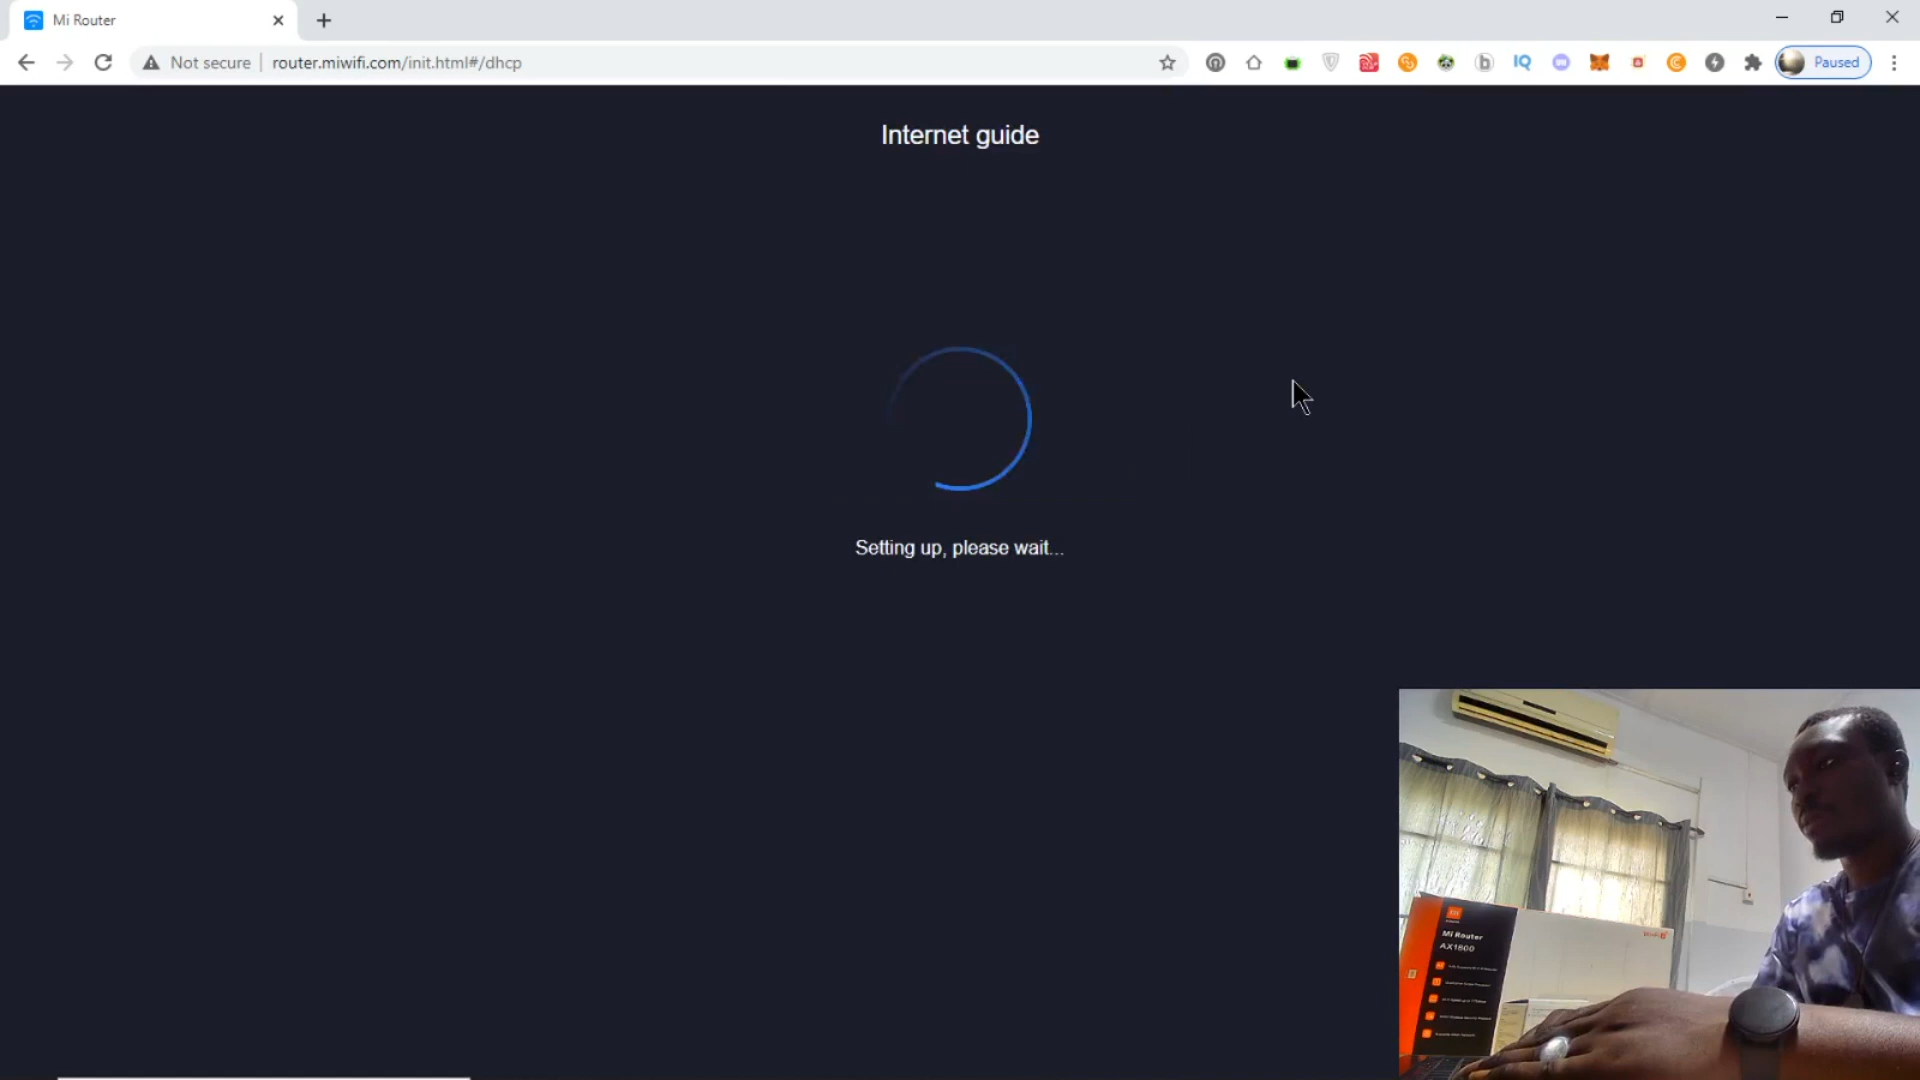 Mi Router
Not secure
router.miwifi.com/init.html#/dhcp
IQ
Paused
Internet guide
Setting up, please wait...
Mi Router
AX1800